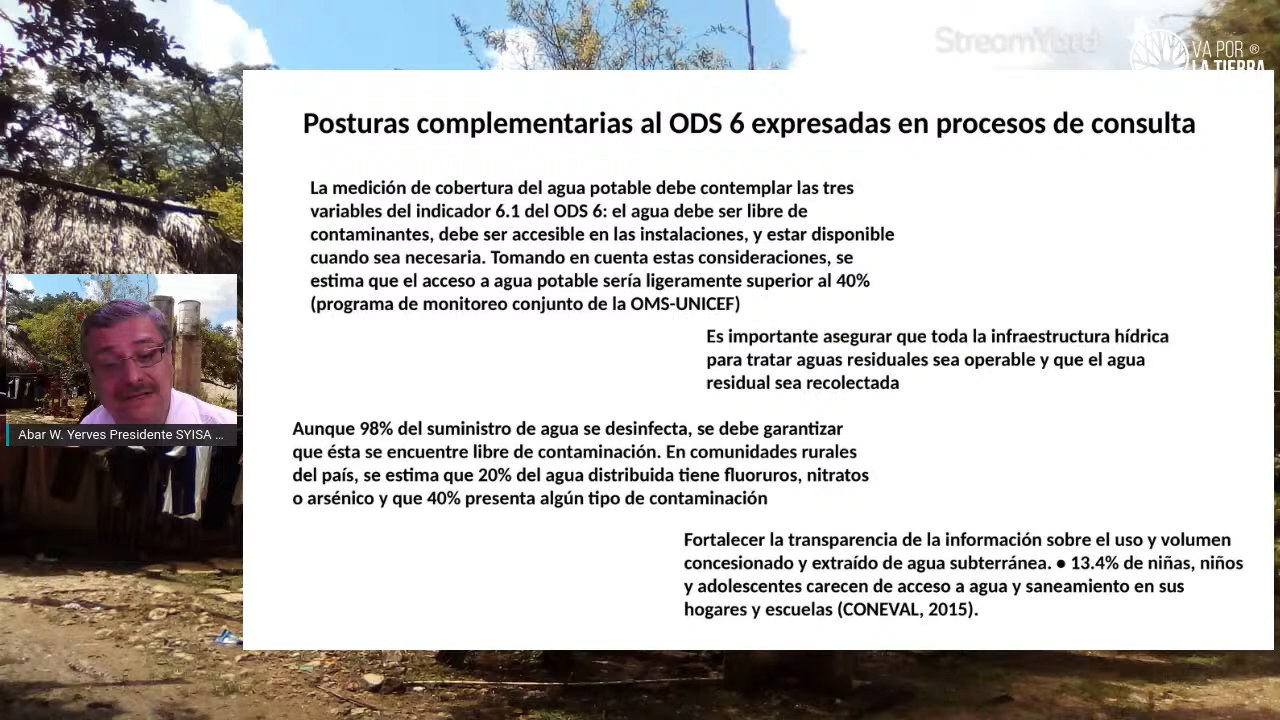 StreamYard
VA POR ®
LA TIERRA
Posturas complementarias al ODS 6 expresadas en procesos de consulta
La medición de cobertura del agua potable debe contemplar las tres
variables del indicador 6.1 del ODS 6: el agua debe ser libre de
contaminantes, debe ser accesible en las instalaciones, y estar disponible
cuando sea necesaria. Tomando en cuenta estas consideraciones, se
estima que el acceso a agua potable sería ligeramente superior al 40%
(programa de monitoreo conjunto de la OMS-UNICEF)
Es importante asegurar que toda la infraestructura hídrica
para tratar aguas residuales sea operable y que el agua
residual sea recolectada
Abar W. Yerves Presidente SYISA ...
Aunque 98% del suministro de agua se desinfecta, se debe garantizar
que ésta se encuentre libre de contaminación. En comunidades rurales
del país, se estima que 20% del agua distribuida tiene fluoruros, nitratos
o arsénico y que 40% presenta algún tipo de contaminación
Fortalecer la transparencia de la información sobre el uso y volumen
concesionado y extraído de agua subterránea. ● 13.4% de niñas, niños
y adolescentes carecen de acceso a agua y saneamiento en sus
hogares y escuelas (CONEVAL, 2015).